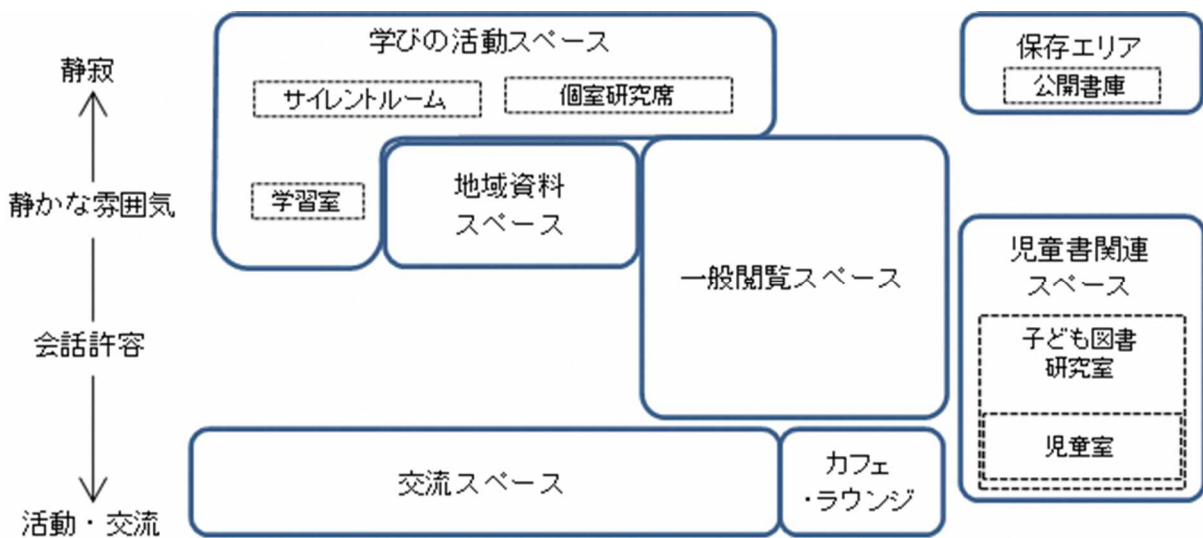 静寂
静かな雰囲気
会話許容
活動・交流
学びの活動スペース
サイレントルーム
個室研究席
学習室
地域資料
スペース
一般閲覧スペース
交流スペース
カフェ
・ラウンジ
保存エリア
公開書庫
児童書関連
スペース
子ども図書
研究室
児童室